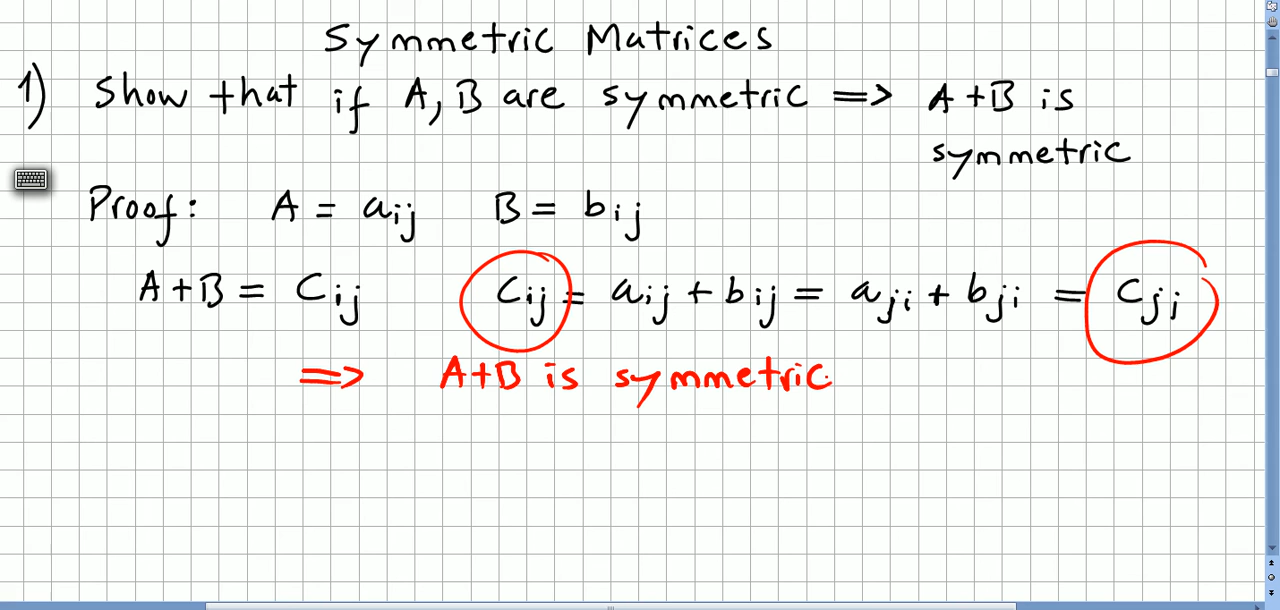 Symmetric Matrices
1) Show that if A, B are symmetric => A+B is
symmetric
Proof: A = aij B = bij
A+B = Cij Cij = aij + bij = aji + bji = Cji
=> A+B is symmetric